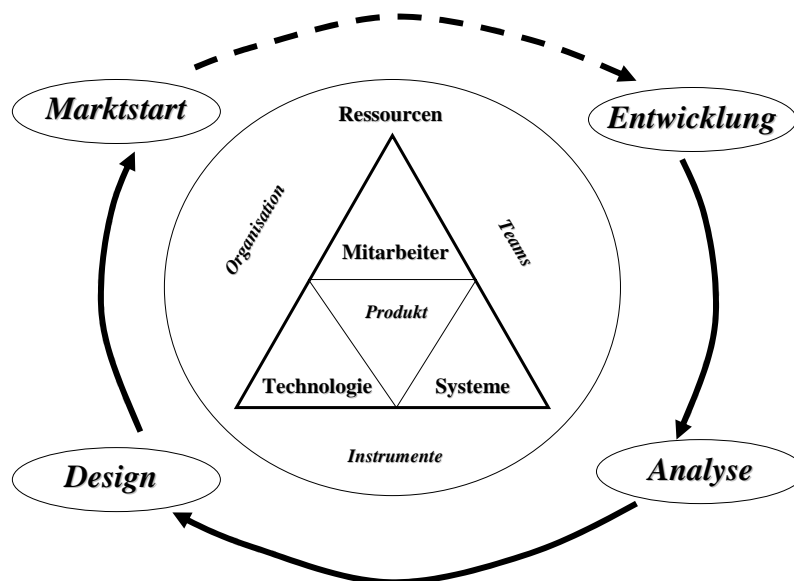 Marktstart
Entwicklung
Ressourcen
Organisation
Teams
Mitarbeiter
Produkt
Technologie
Systeme
Instrumente
Design
Analyse